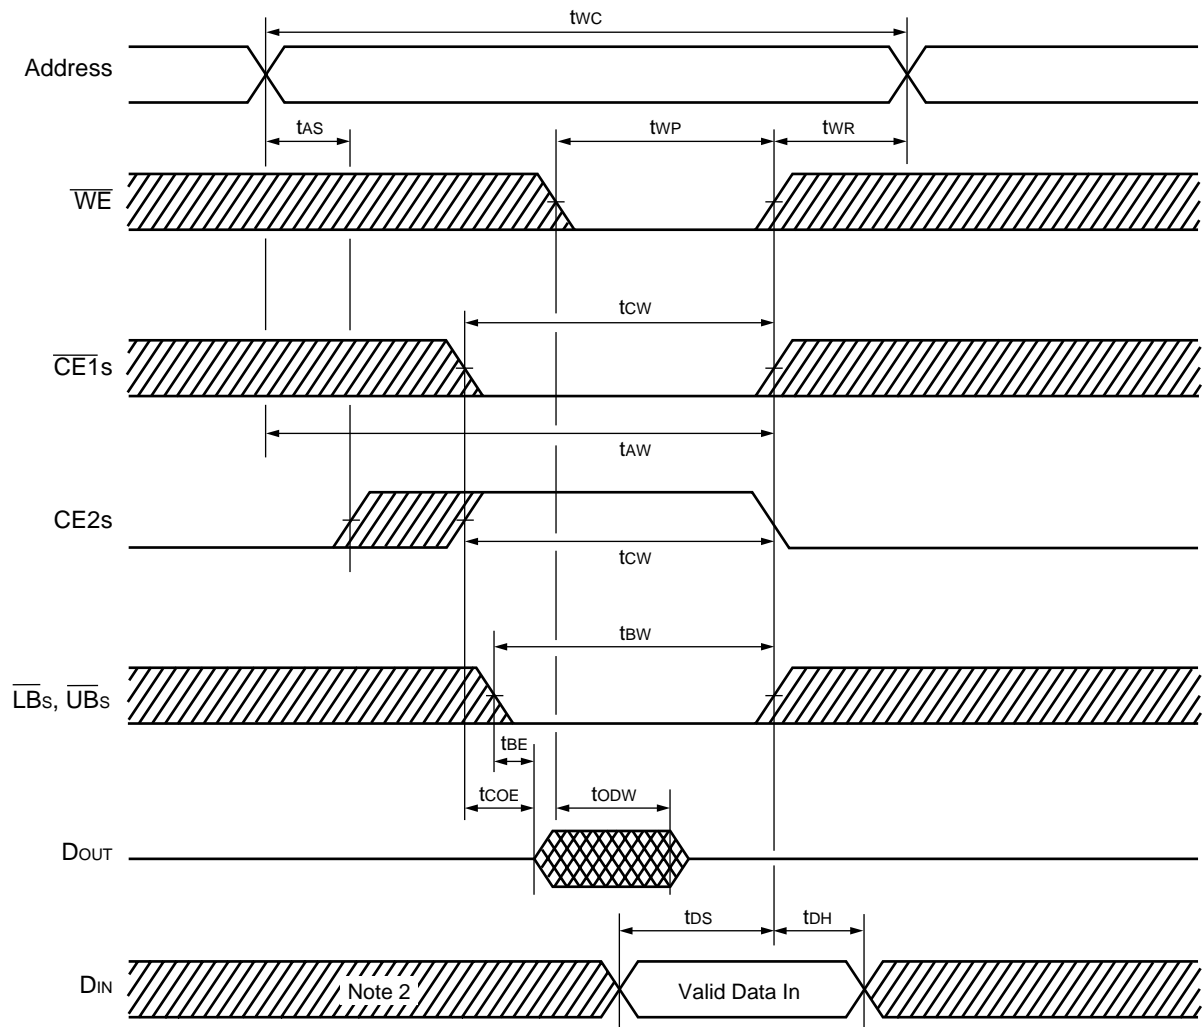 tWC
Address
tAS
tWP
tWR
WE
tCW
CE1s
tAW
CE2s
tCW
tBW
LBs, UBs
tBE
tCOE
tODW
DOUT
tDS
tDH
DIN
Note 2
Valid Data In